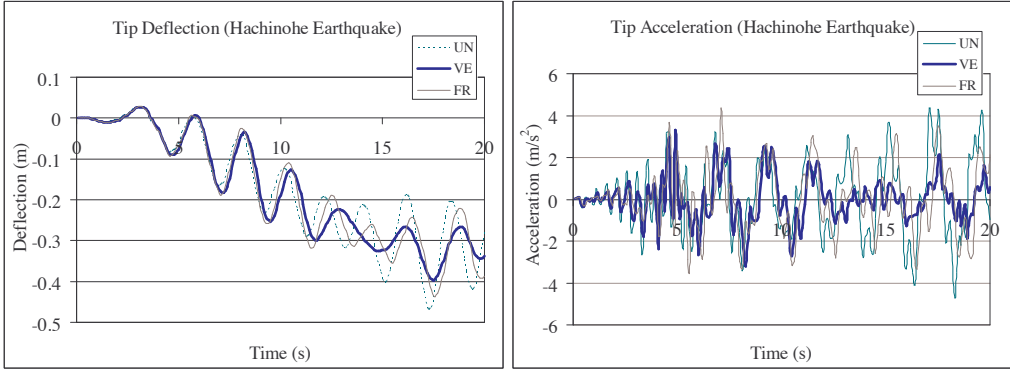 Tip Deflection (Hachinohe Earthquake)
UN
VE
FR
0.1
0
-0.1
-0.2
-0.3
-0.4
-0.5
0
5
10
15
20
Deflection (m)
Time (s)
Tip Acceleration (Hachinohe Earthquake)
UN
VE
FR
6
4
2
0
-2
-4
-6
0
5
10
15
20
Acceleration (m/s²)
Time (s)